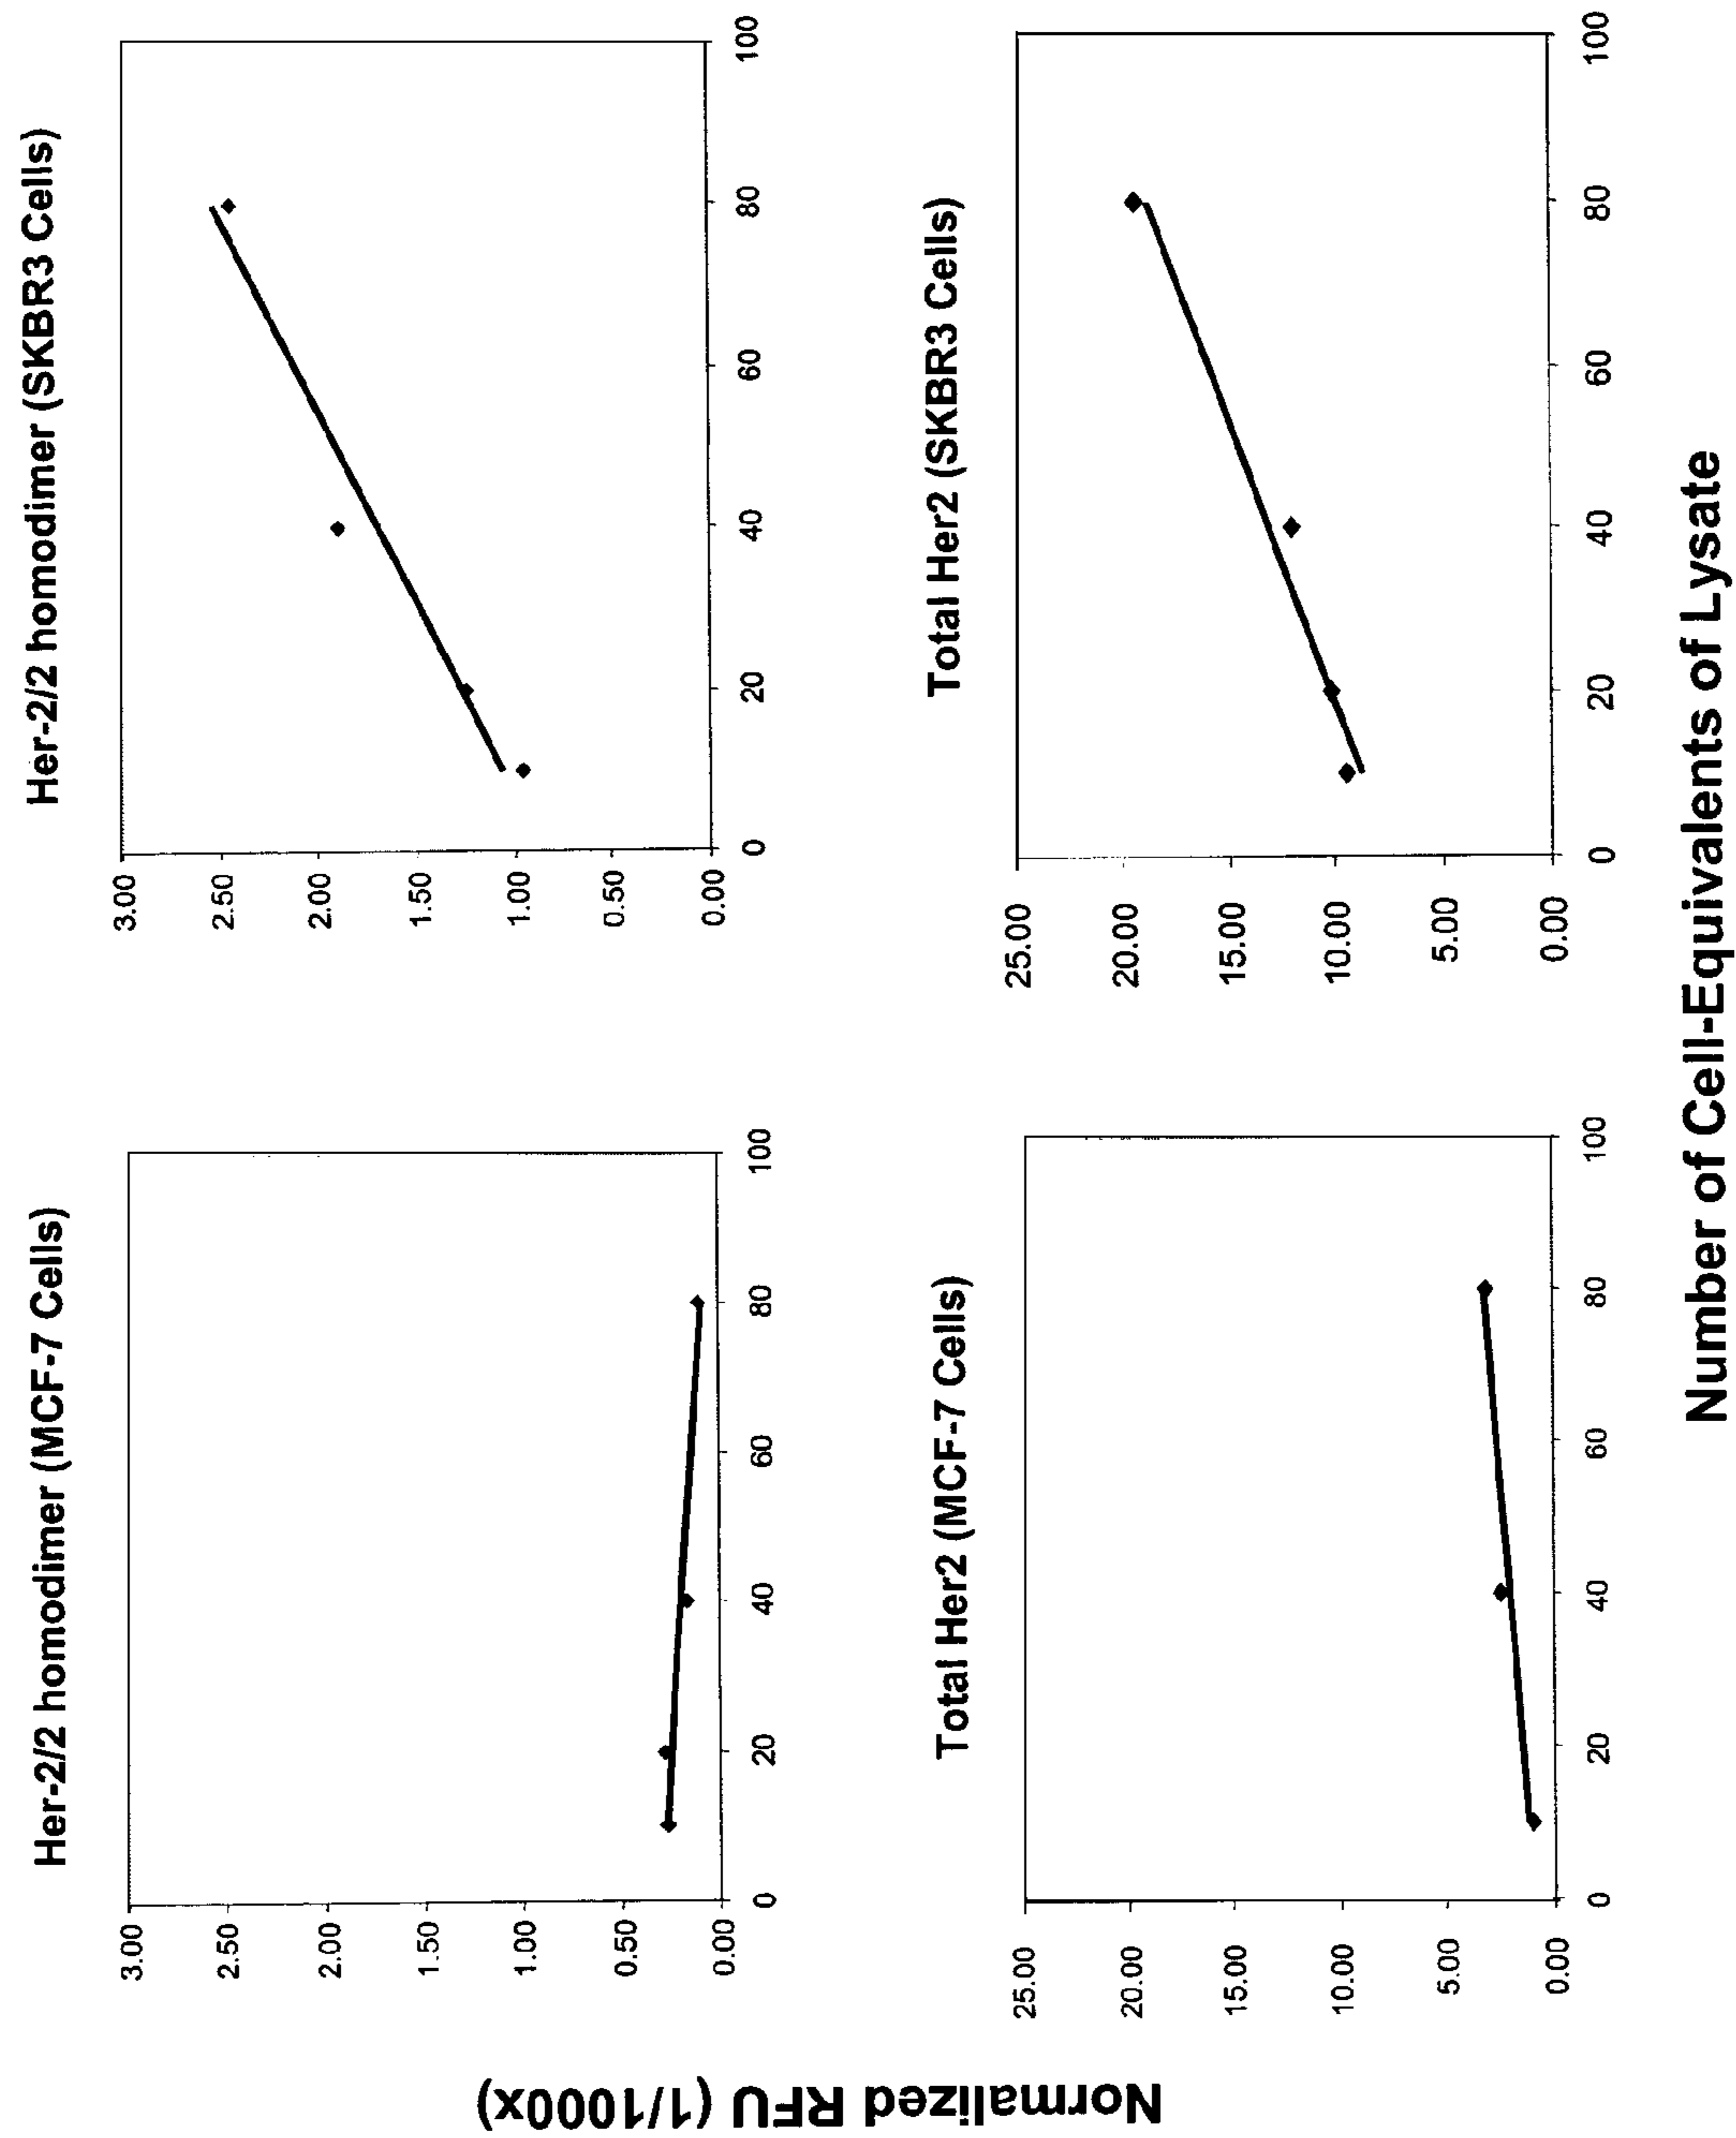 Normalized RFU (1/1000x)
Her-2/2 homodimer (MCF-7 Cells)
3.00
2.50
2.00
1.50
1.00
0.50
0.00
0 20 40 60 80 100
Her-2/2 homodimer (SKBR3 Cells)
3.00
2.50
2.00
1.50
1.00
0.50
0.00
0 20 40 60 80 100
Total Her2 (MCF-7 Cells)
25.00
20.00
15.00
10.00
5.00
0.00
0 20 40 60 80 100
Total Her2 (SKBR3 Cells)
25.00
20.00
15.00
10.00
5.00
0.00
0 20 40 60 80 100
Number of Cell-Equivalents of Lysate